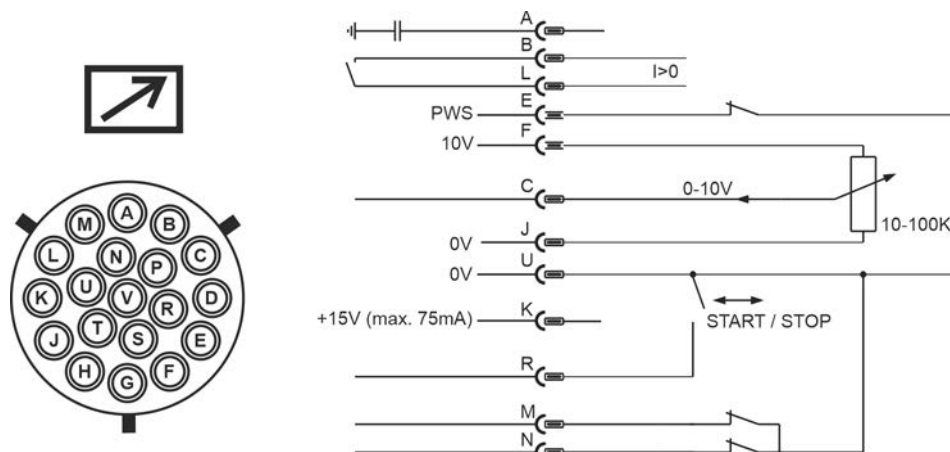 A
B
L
I>0
E
PWS
F
10V
C
0-10V
10-100K
J
0V
U
0V
K
+15V (max. 75mA)
START / STOP
R
M
N
A
B
C
D
E
F
G
H
J
K
L
M
N
P
R
S
T
U
V